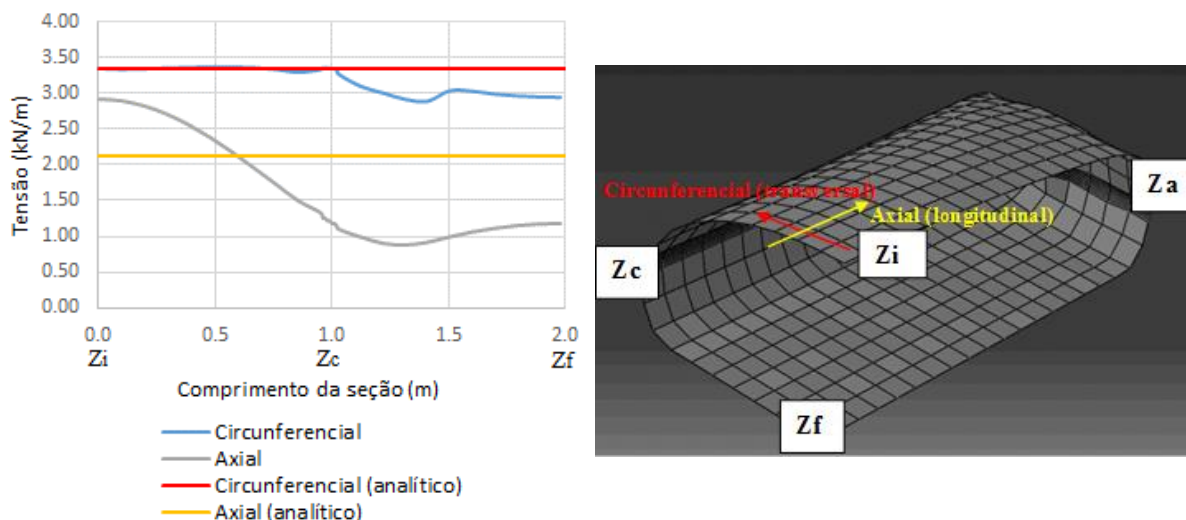 4.00
3.50
3.00
2.50
2.00
1.50
1.00
0.50
0.00
Tensão (kN/m)
0.0 0.5 1.0 1.5 2.0
Zi Zc Zf
Comprimento da seção (m)
Circunferencial
Axial
Circunferencial (analítico)
Axial (analítico)
Circunferencial (transversal)
Axial (longitudinal)
Za
Zi
Zc
Zf